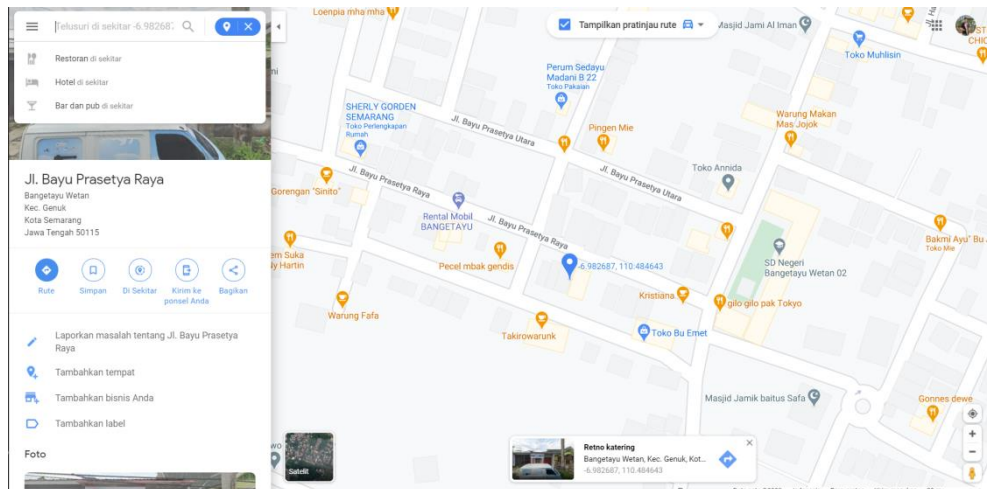 Telusuri di sekitar -6.98268
Restoran di sekitar
Hotel di sekitar
Bar dan pub di sekitar
Jl. Bayu Prasetya Raya
Bangetayu Wetan
Kec. Genuk
Kota Semarang
Jawa Tengah 50115
Rute
Simpan
Di Sekitar
Kirim ke
ponsel Anda
Bagikan
Laporkan masalah tentang Jl. Bayu Prasetya
Raya
Tambahkan tempat
Tambahkan bisnis Anda
Tambahkan label
Foto
Loenpia mha mha
Tampilkan pratinjau rute
Masjid Jami Al Iman
Toko Muhlisin
Perum Sedayu
Madani B 22
Toko Pakaian
SHERLY GORDEN
SEMARANG
Toko Perlengkapan
Rumah
Jl. Bayu Prasetya Utara
Pingen Mie
Warung Makan
Mas Jojok
Jl. Bayu Prasetya Raya
Jl. Bayu Prasetya Utara
Toko Annida
Gorengan "Sinito"
Rental Mobil
BANGETAYU
Jl. Bayu Prasetya Raya
Bakmi Ayu" Bu
Toko Mie
em Suka
Ny Hartin
Pecel mbak gendis
-6.982687, 110.484643
SD Negeri
Bangetayu Wetan 02
Warung Fafa
Kristiana
gilo gilo pak Tokyo
Takirowarunk
Toko Bu Emet
Masjid Jamik baitus Safa
Gonnes dewe
Satelit
Retno katering
Bangetayu Wetan, Kec. Genuk, Kot...
-6.982687, 110.484643